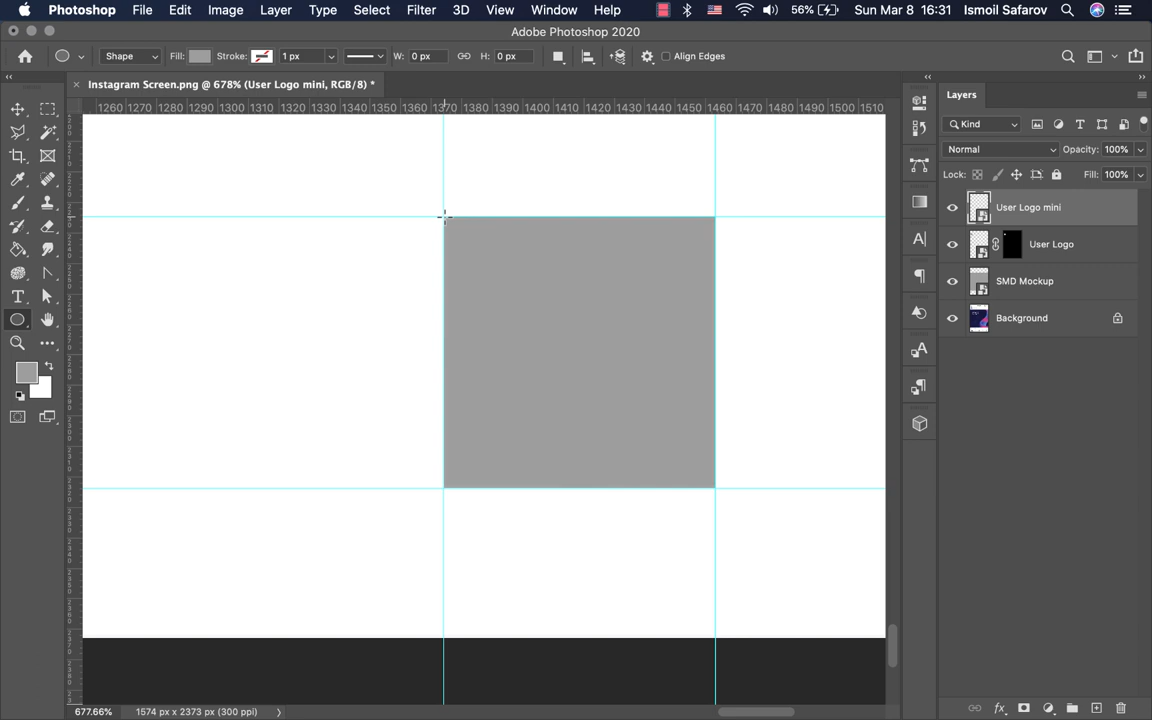 Photoshop File Edit Image Layer Type Select Filter 3D View Window Help 56% Sun Mar 8 16:31 Ismoil Safarov
Adobe Photoshop 2020
Shape Fill: Stroke: 1 px W: 0 px H: 0 px Align Edges
Instagram Screen.png @ 678% (User Logo mini, RGB/8) *
Layers
1260 1270 1280 1290 1300 1310 1320 1330 1340 1350 1360 1370 1380 1390 1400 1410 1420 1430 1440 1450 1460 1470 1480 1490 1500 1510
Kind
Normal Opacity: 100%
Lock: Fill: 100%
User Logo mini
User Logo
SMD Mockup
Background
677.66% 1574 px x 2373 px (300 ppi)